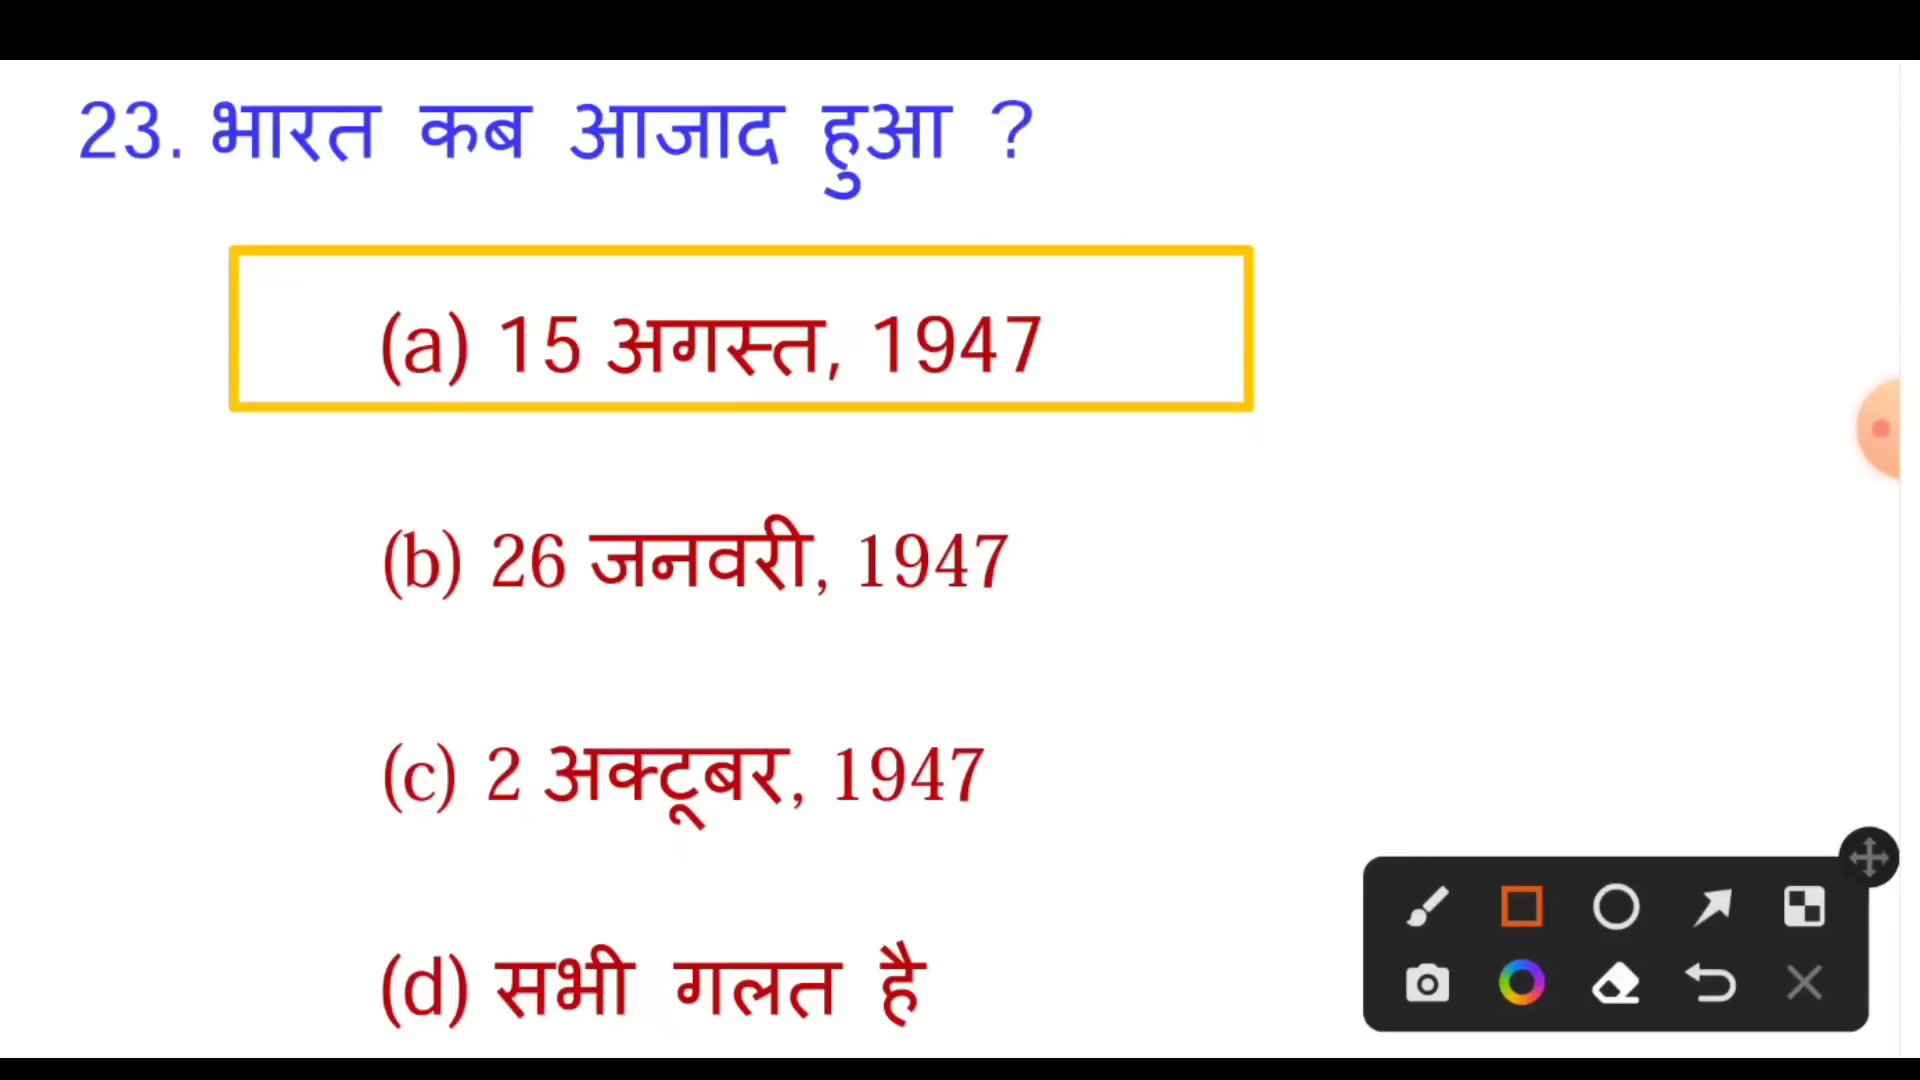 23. भारत कब आजाद हुआ ?
(a) 15 अगस्त, 1947
(b) 26 जनवरी, 1947
(c) 2 अक्टूबर, 1947
(d) सभी गलत है